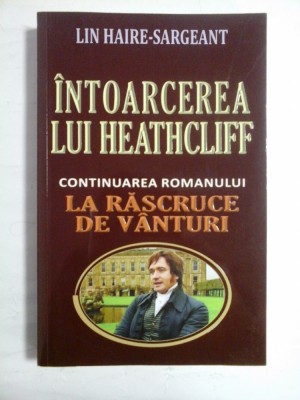 LIN HAIRE-SARGEANT
ÎNTOARCEREA
LUI HEATHCLIFF
CONTINUAREA ROMANULUI
LA RĂSCRUCE
DE VÂNTURI